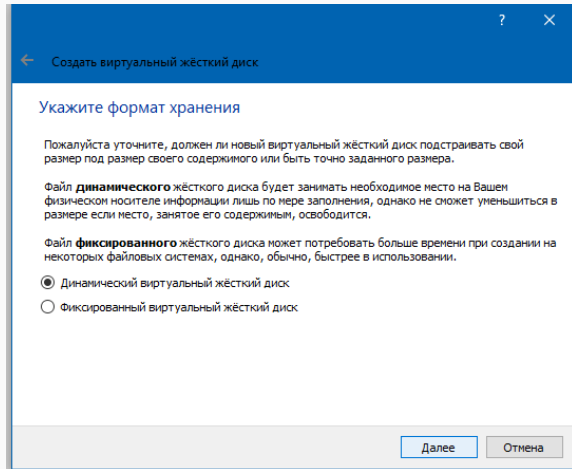 Создать виртуальный жёсткий диск
Укажите формат хранения
Пожалуйста уточните, должен ли новый виртуальный жёсткий диск подстраивать свой
размер под размер своего содержимого или быть точно заданного размера.
Файл динамического жёсткого диска будет занимать необходимое место на Вашем
физическом носителе информации лишь по мере заполнения, однако не сможет уменьшиться в
размере если место, занятое его содержимым, освободится.
Файл фиксированного жёсткого диска может потребовать больше времени при создании на
некоторых файловых системах, однако, обычно, быстрее в использовании.
Динамический виртуальный жёсткий диск
Фиксированный виртуальный жёсткий диск
Далее Отмена